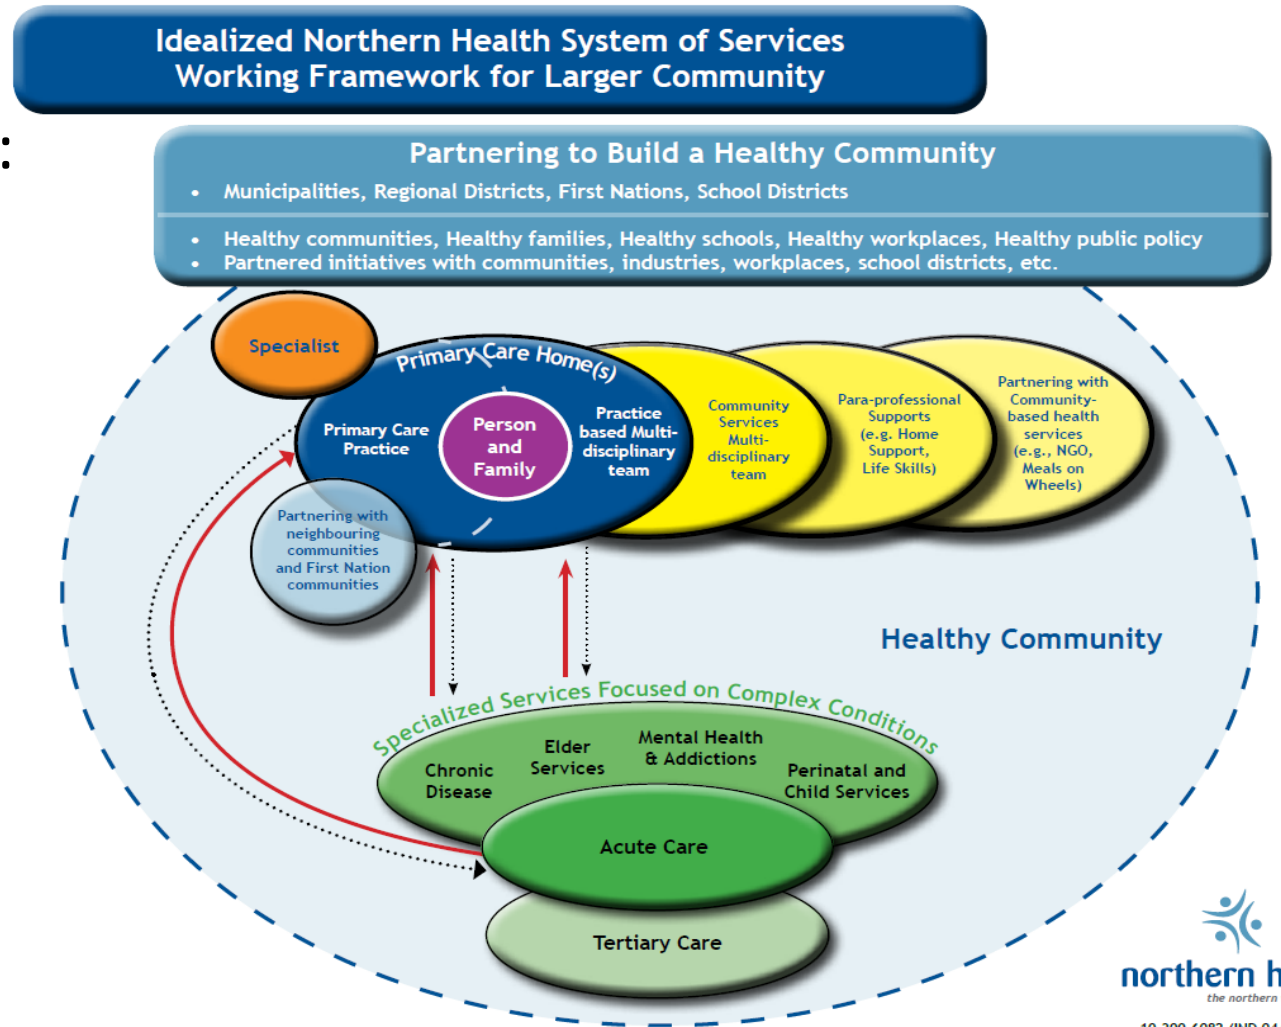 Idealized Northern Health System of Services
Working Framework for Larger Community
:
Partnering to Build a Healthy Community
• Municipalities, Regional Districts, First Nations, School Districts
• Healthy communities, Healthy families, Healthy schools, Healthy workplaces, Healthy public policy
• Partnered initiatives with communities, industries, workplaces, school districts, etc.
Specialist
Primary Care Home(s)
Primary Care
Practice
Person
and
Family
Practice
based Multi-
disciplinary
team
Community
Services
Multi-
disciplinary
team
Para-professional
Supports
(e.g. Home
Support,
Life Skills)
Partnering with
Community-
based health
services
(e.g., NGO,
Meals on
Wheels)
Partnering with
neighbouring
communities
and First Nation
communities
Healthy Community
Specialized Services Focused on Complex Conditions
Chronic
Disease
Elder
Services
Mental Health
& Addictions
Perinatal and
Child Services
Acute Care
Tertiary Care
northern h
the northern